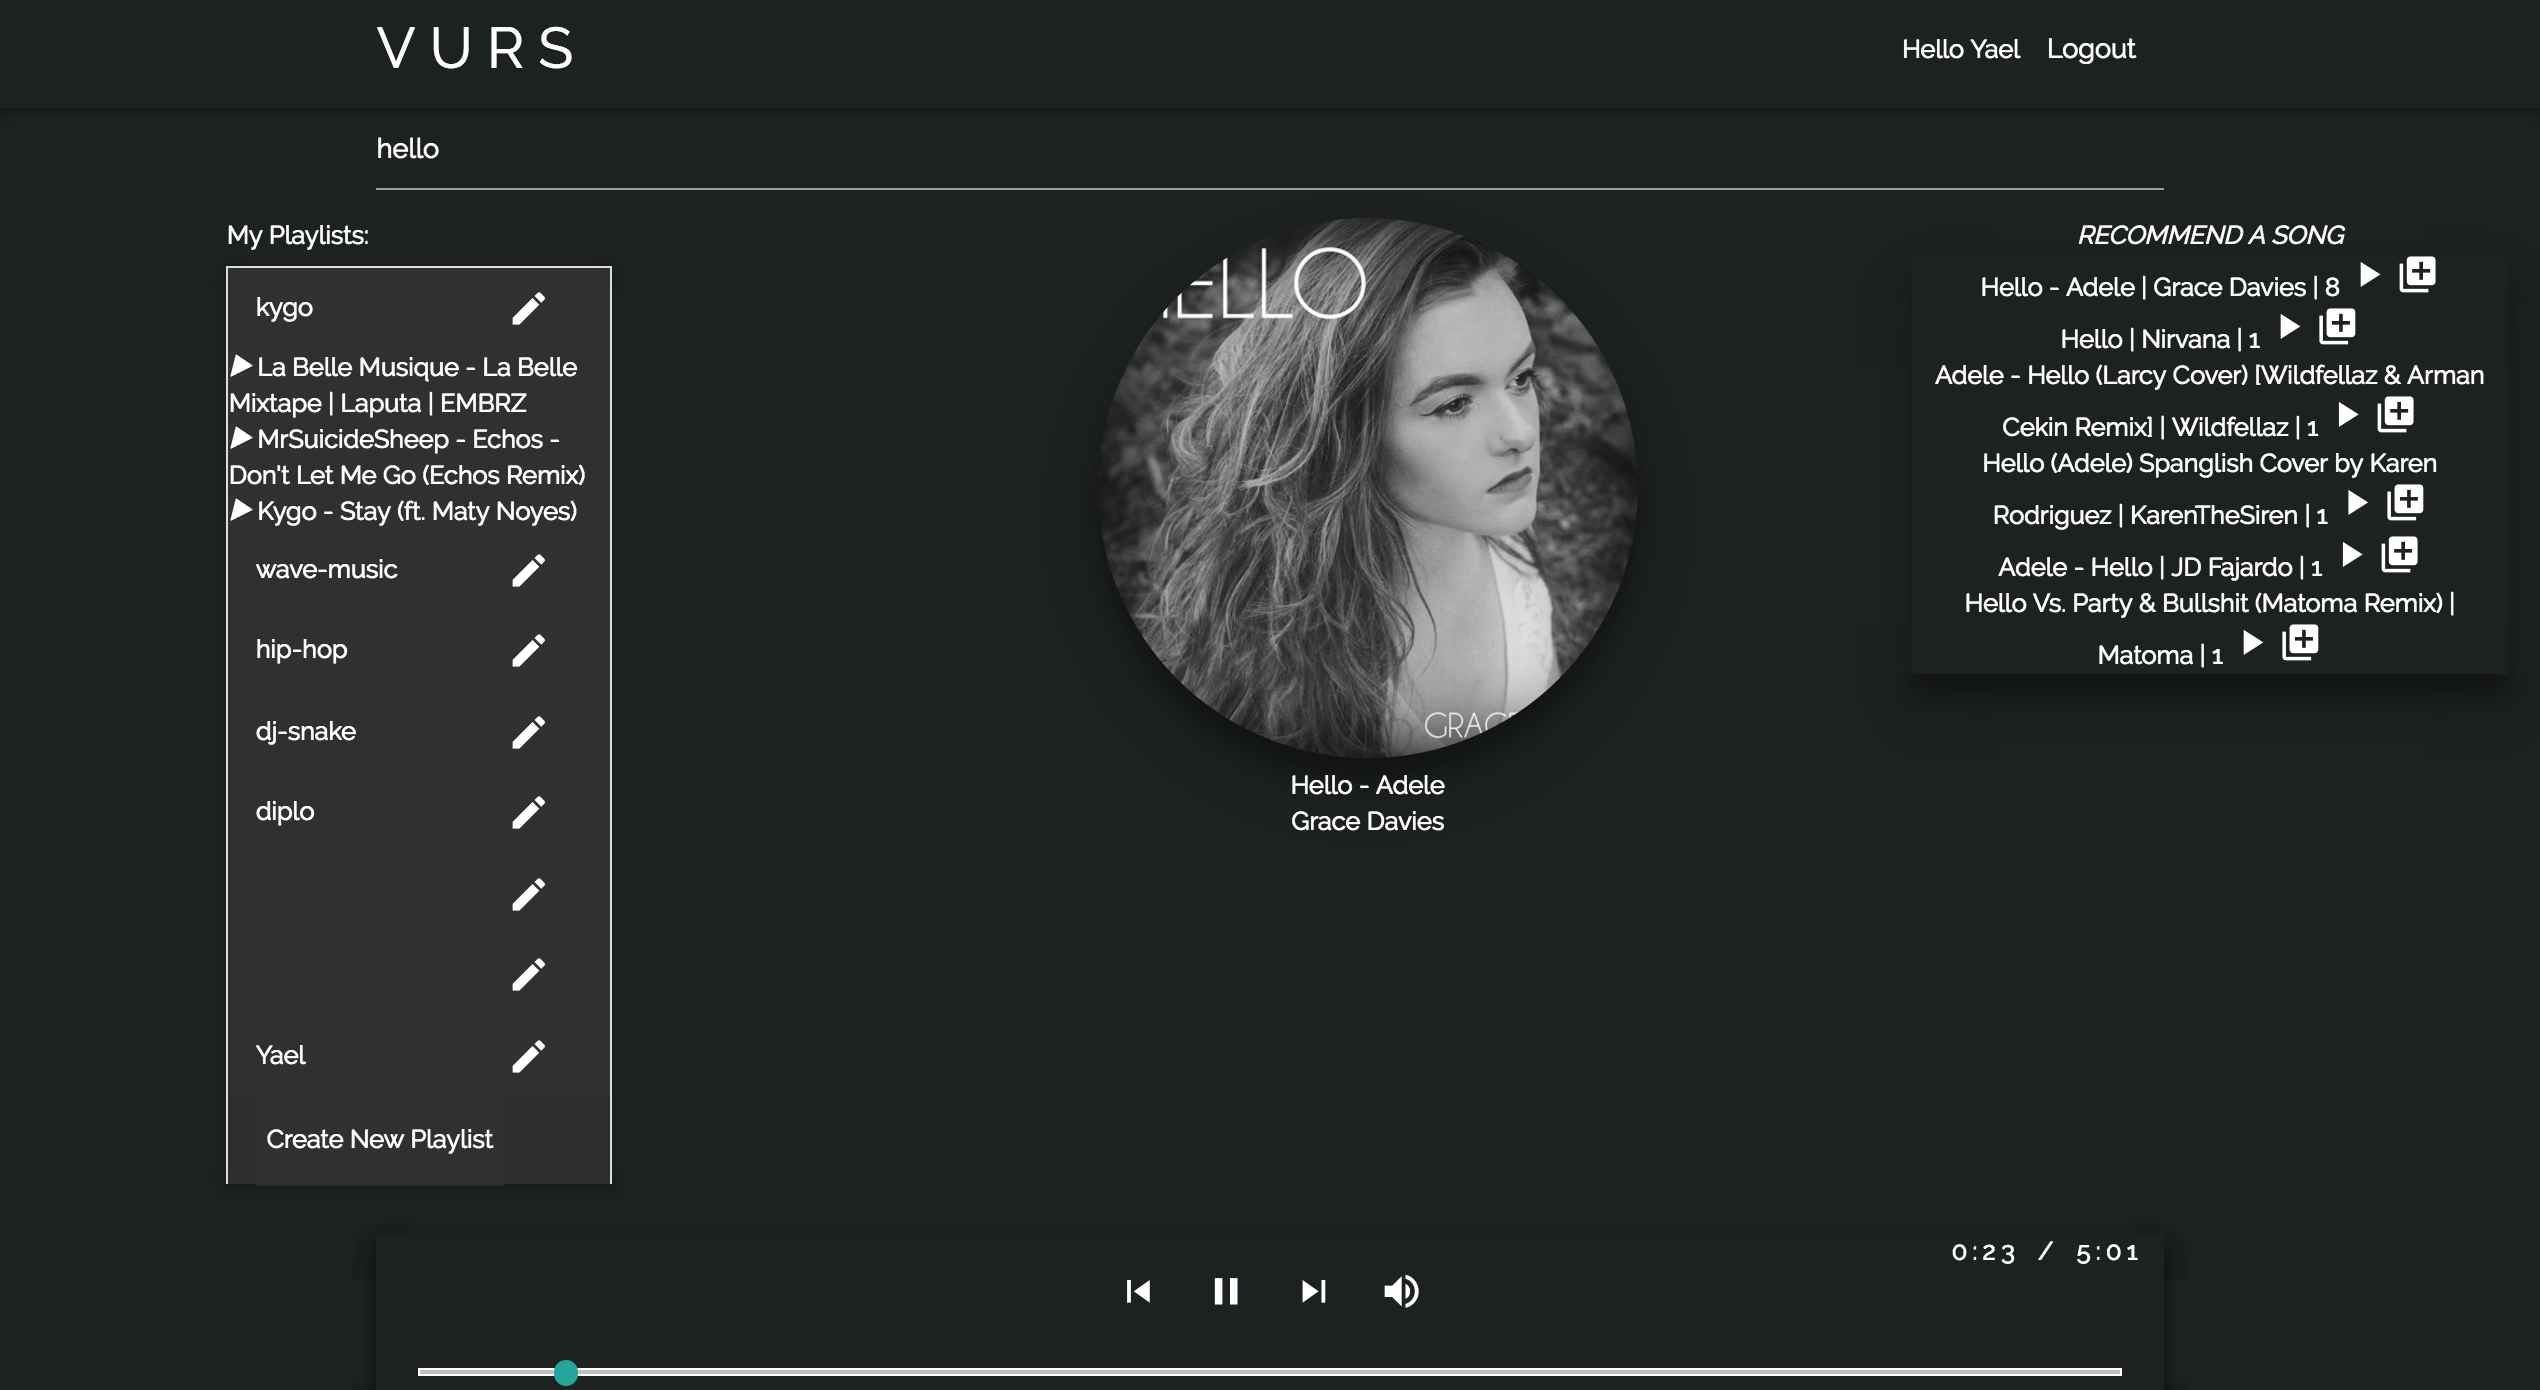 VURS
Hello Yael Logout
hello
My Playlists:
kygo
La Belle Musique - La Belle
Mixtape | Laputa | EMBRZ
MrSuicideSheep - Echos -
Don't Let Me Go (Echos Remix)
Kygo - Stay (ft. Maty Noyes)
wave-music
hip-hop
dj-snake
diplo
Yael
Create New Playlist
ELLO
GRAC
Hello - Adele
Grace Davies
RECOMMEND A SONG
Hello - Adele | Grace Davies | 8
Hello | Nirvana | 1
Adele - Hello (Larcy Cover) [Wildfellaz & Arman
Cekin Remix] | Wildfellaz | 1
Hello (Adele) Spanglish Cover by Karen
Rodriguez | KarenTheSiren | 1
Adele - Hello | JD Fajardo | 1
Hello Vs. Party & Bullshit (Matoma Remix) |
Matoma | 1
0:23 / 5:01